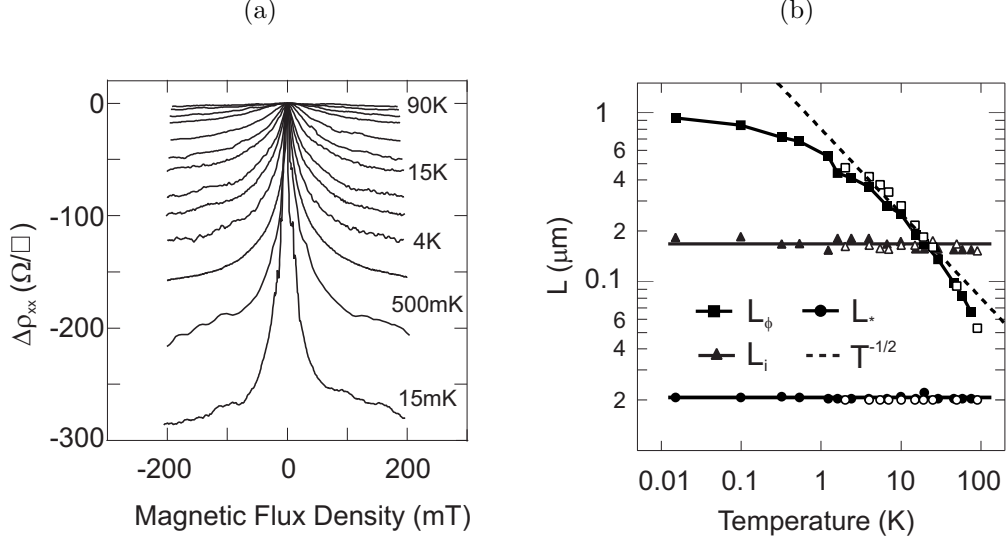 (a)
0
-100
-200
-300
Δρxx (Ω/□)
90K
15K
4K
500mK
15mK
-200
0
200
Magnetic Flux Density (mT)
(b)
1
6
4
2
0.1
6
4
2
L (μm)
Lϕ
L*
Li
T-1/2
0.01
0.1
1
10
100
Temperature (K)